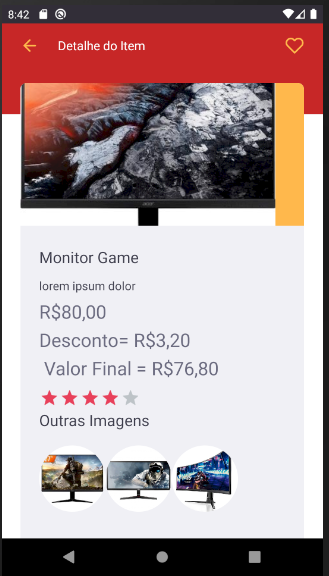 8:42
Detalhe do Item
acer
Monitor Game
lorem ipsum dolor
R$80,00
Desconto= R$3,20
Valor Final = R$76,80
Outras Imagens